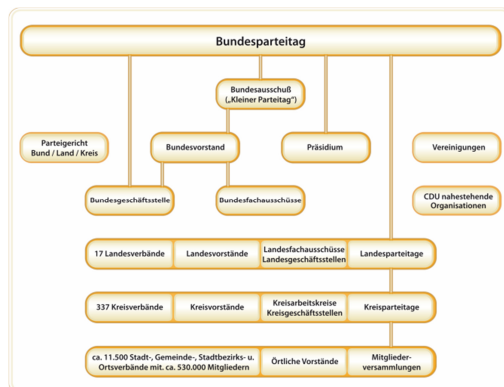 Bundesparteitag
Bundesausschuß
(„Kleiner Parteitag“)
Parteigericht
Bund / Land / Kreis
Bundesvorstand
Präsidium
Vereinigungen
Bundesgeschäftsstelle
Bundesfachausschüsse
CDU nahestehende
Organisationen
17 Landesverbände
Landesvorstände
Landesfachausschüsse
Landesgeschäftsstellen
Landesparteitage
337 Kreisverbände
Kreisvorstände
Kreisarbeitskreise
Kreisgeschäftsstellen
Kreisparteitage
ca. 11.500 Stadt-, Gemeinde-, Stadtbezirks- u.
Ortsverbände mit. ca. 530.000 Mitgliedern
Örtliche Vorstände
Mitglieder-
versammlungen